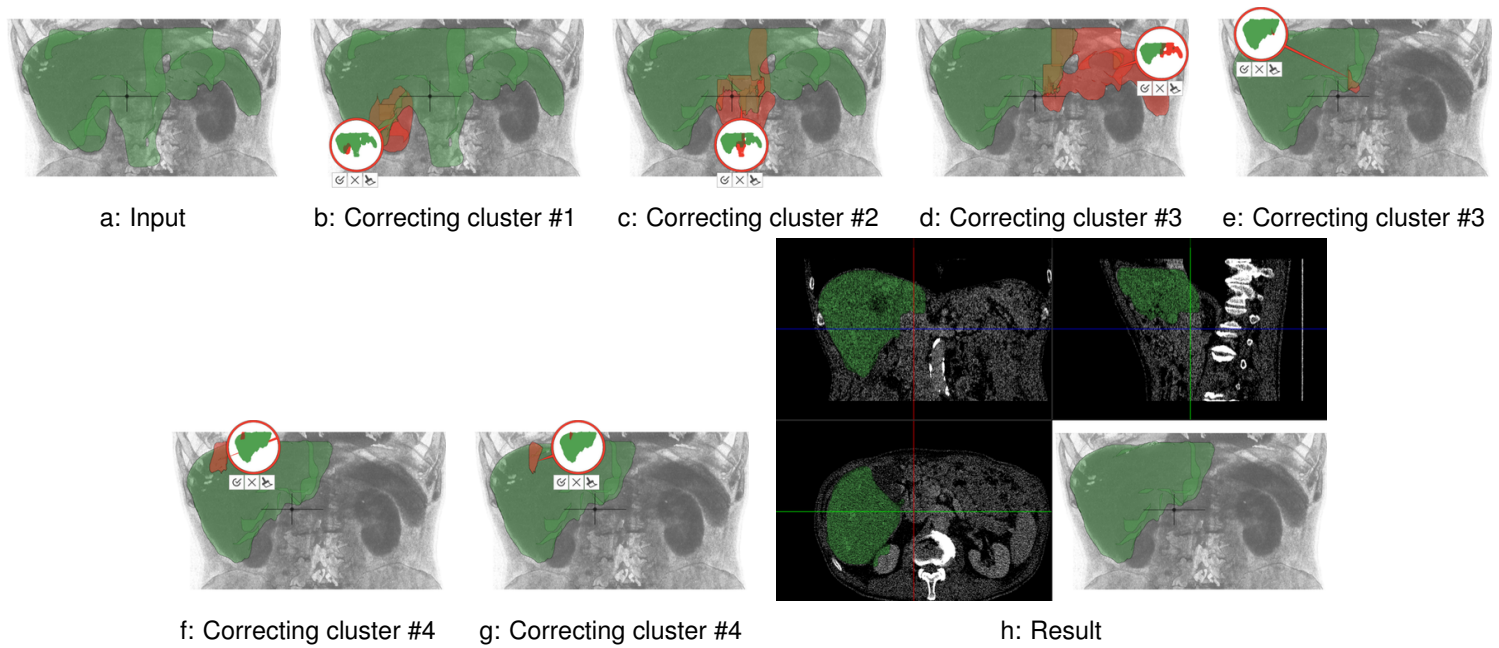 a: Input
b: Correcting cluster #1
c: Correcting cluster #2
d: Correcting cluster #3
e: Correcting cluster #3
f: Correcting cluster #4
g: Correcting cluster #4
h: Result